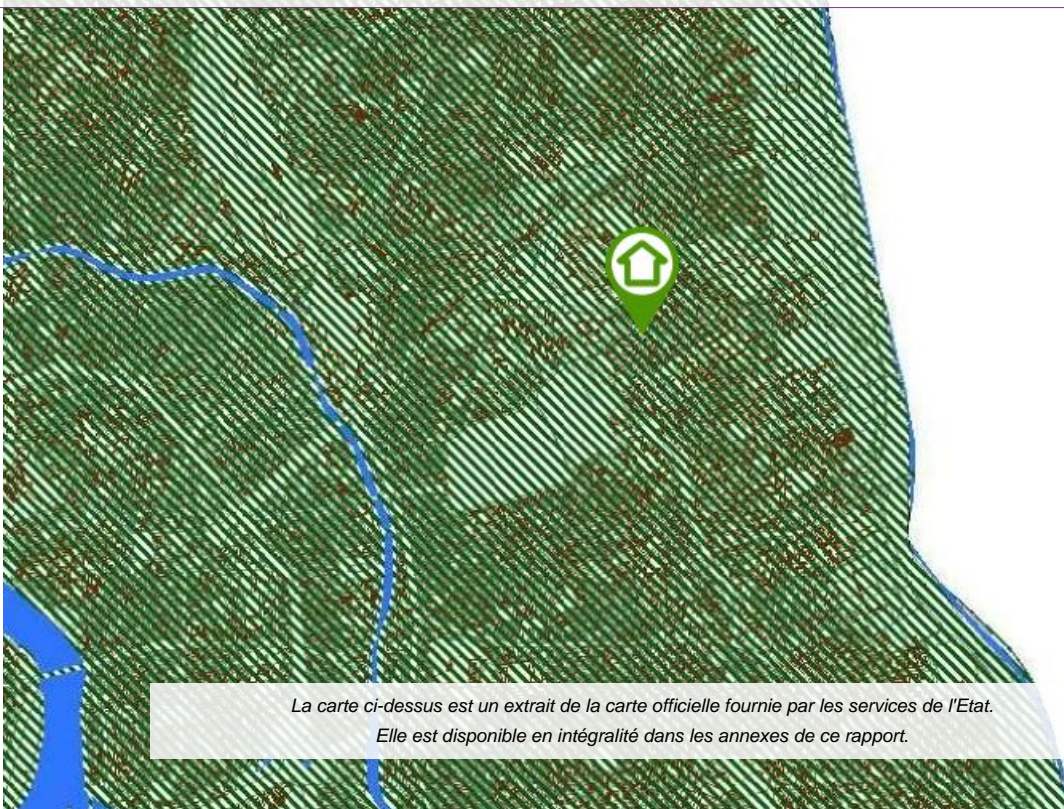 La carte ci-dessus est un extrait de la carte officielle fournie par les services de l'Etat.
Elle est disponible en intégralité dans les annexes de ce rapport.